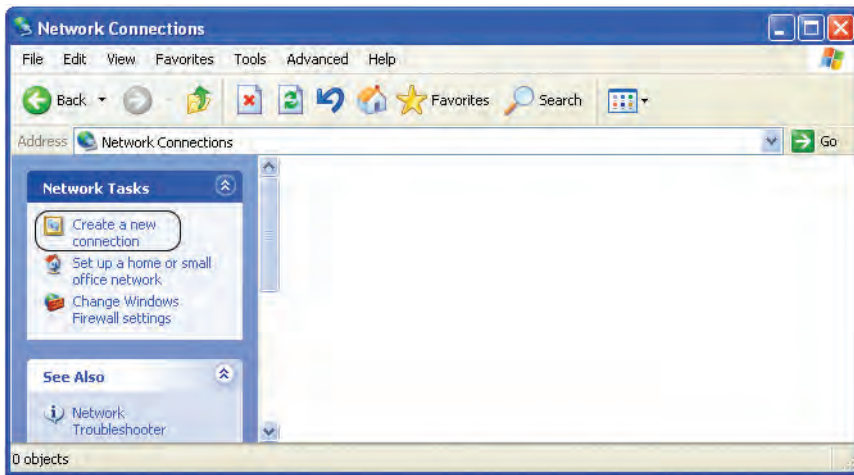 Network Connections
File Edit View Favorites Tools Advanced Help
Back Favorites Search
Address Network Connections Go
Network Tasks
Create a new
connection
Set up a home or small
office network
Change Windows
Firewall settings
See Also
Network
Troubleshooter
0 objects